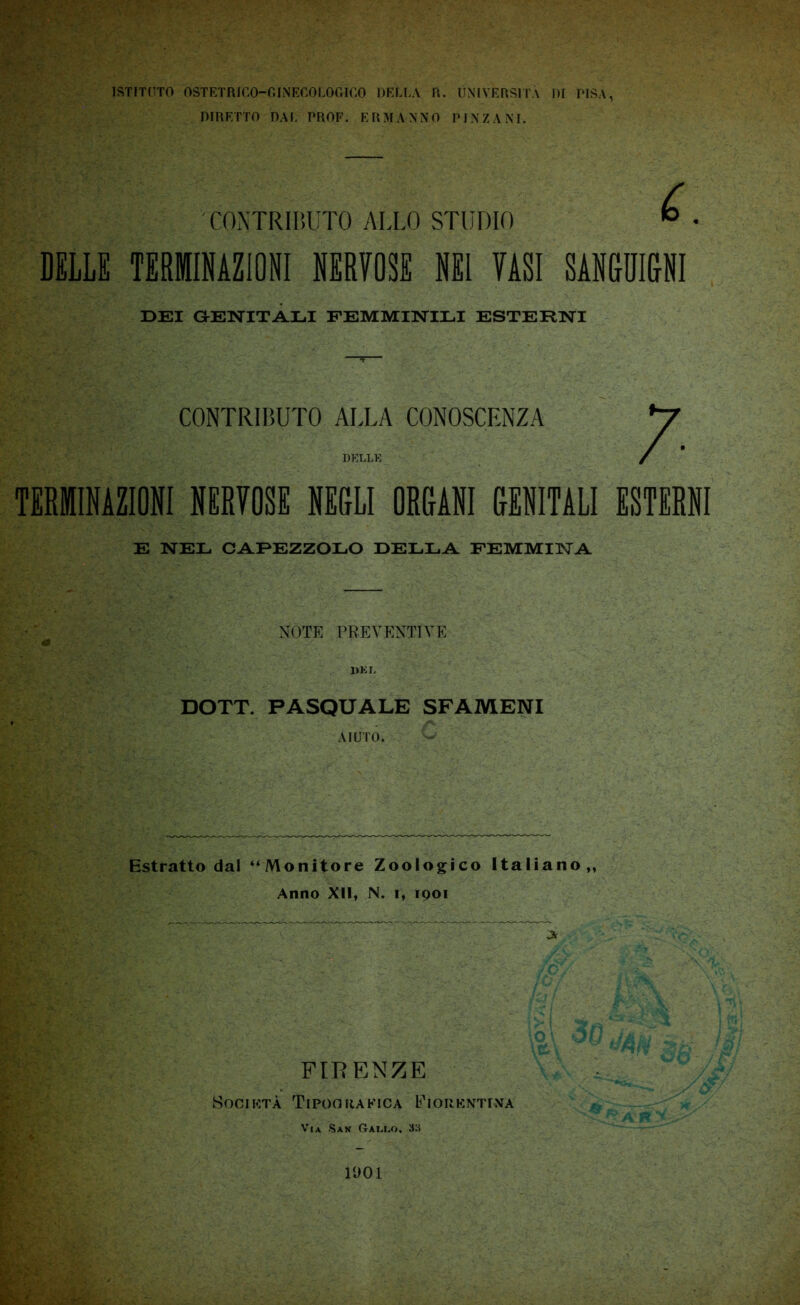 ISTITUTO OSTETRICO-GINECOLOGICO DELLA R. UNIVERSITÀ DI PISA,
DIRETTO DAL PROF. ERMANNO PINZANI.
CONTRIBUTO ALLO STUDIO
6.
DELLE TERMINAZIONI NERVOSE NEI VASI SANGUIGNI
DEI GENITALI FEMMINILI ESTERNI
CONTRIBUTO ALLA CONOSCENZA
7.
DELLE
TERMINAZIONI NERVOSE NEGLI ORGANI GENITALI ESTERNI
E NEL CAPEZZOLO DELLA FEMMINA
NOTE PREVENTIVE
DEL
DOTT. PASQUALE SFAMENI
AIUTO.
Estratto dal “Monitore Zoologico Italiano„
Anno XII, N. 1, 1901
30 JAN 36
FIRENZE
SOCIETÀ TIPOGRAFICA FIORENTINA
VIA SAN GALLO, 33
1901